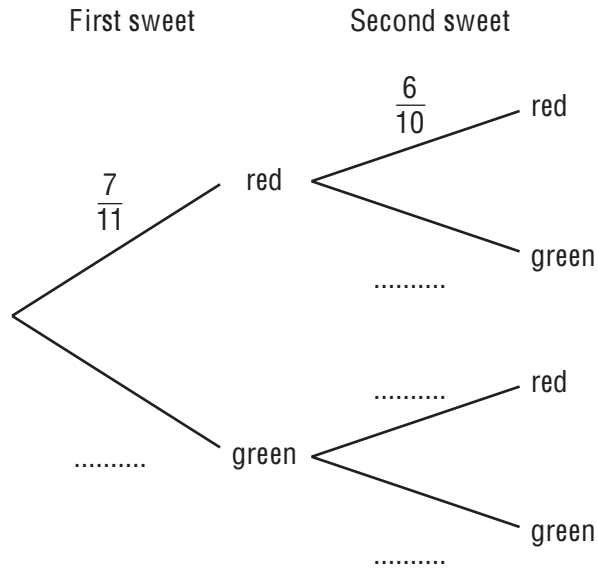 First sweet Second sweet
6/10
red
7/11
red
green
..........
..........
red
green
..........
green
..........